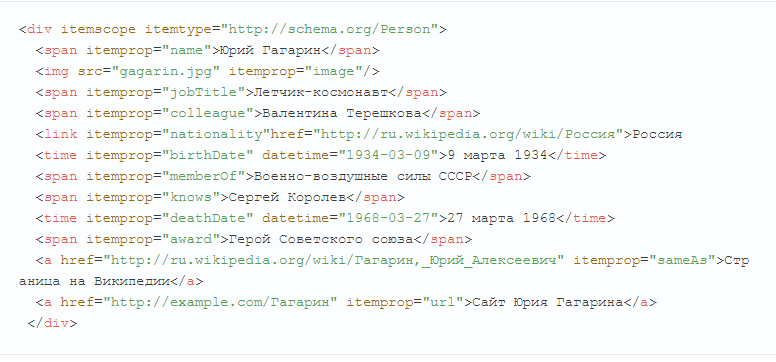 <div itemscope itemtype="http://schema.org/Person">
<span itemprop="name">Юрий Гагарин</span>
<img src="gagarin.jpg" itemprop="image"/>
<span itemprop="jobTitle">Летчик-космонавт</span>
<span itemprop="colleague">Валентина Терешкова</span>
<link itemprop="nationality"href="http://ru.wikipedia.org/wiki/Россия">Россия
<time itemprop="birthDate" datetime="1934-03-09">9 марта 1934</time>
<span itemprop="memberOf">Военно-воздушные силы СССР</span>
<span itemprop="knows">Сергей Королев</span>
<time itemprop="deathDate" datetime="1968-03-27">27 марта 1968</time>
<span itemprop="award">Герой Советского союза</span>
<a href="http://ru.wikipedia.org/wiki/Гагарин,_Юрий_Алексеевич" itemprop="sameAs">Стр
аница на Википедии</a>
<a href="http://example.com/Гагарин" itemprop="url">Сайт Юрия Гагарина</a>
</div>